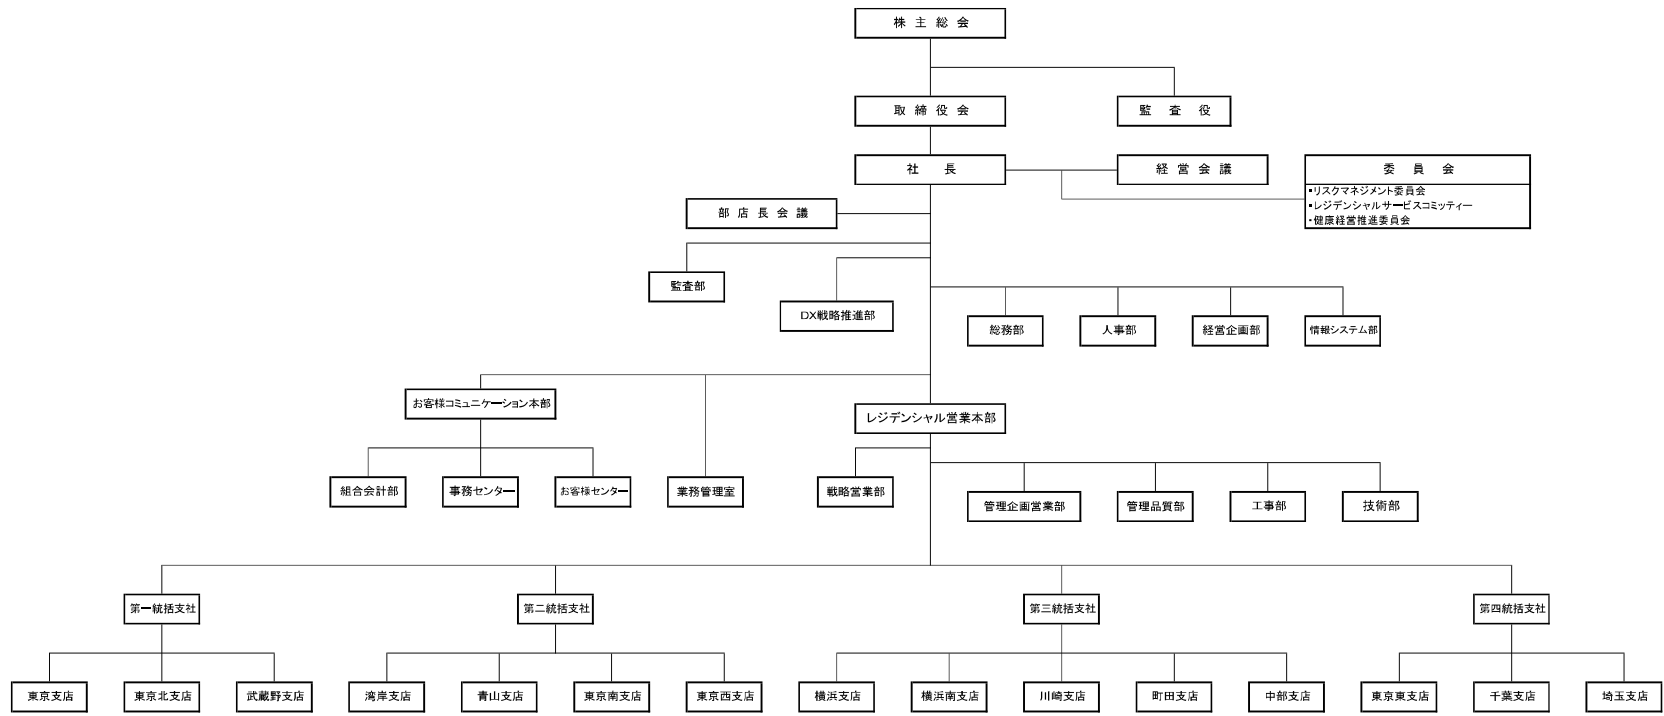 株主総会
取締役会
監査役
社長
経営会議
委員会
▪リスクマネジメント委員会
▪レジデンシャルサービスコミッティー
・健康経営推進委員会
部店長会議
監査部
DX戦略推進部
総務部
人事部
経営企画部
情報システム部
お客様コミュニケーション本部
レジデンシャル営業本部
組合会計部
事務センター
お客様センター
業務管理室
戦略営業部
管理企画営業部
管理品質部
工事部
技術部
第一統括支社
第二統括支社
第三統括支社
第四統括支社
東京支店
東京北支店
武蔵野支店
湾岸支店
青山支店
東京南支店
東京西支店
横浜支店
横浜南支店
川崎支店
町田支店
中部支店
東京東支店
千葉支店
埼玉支店